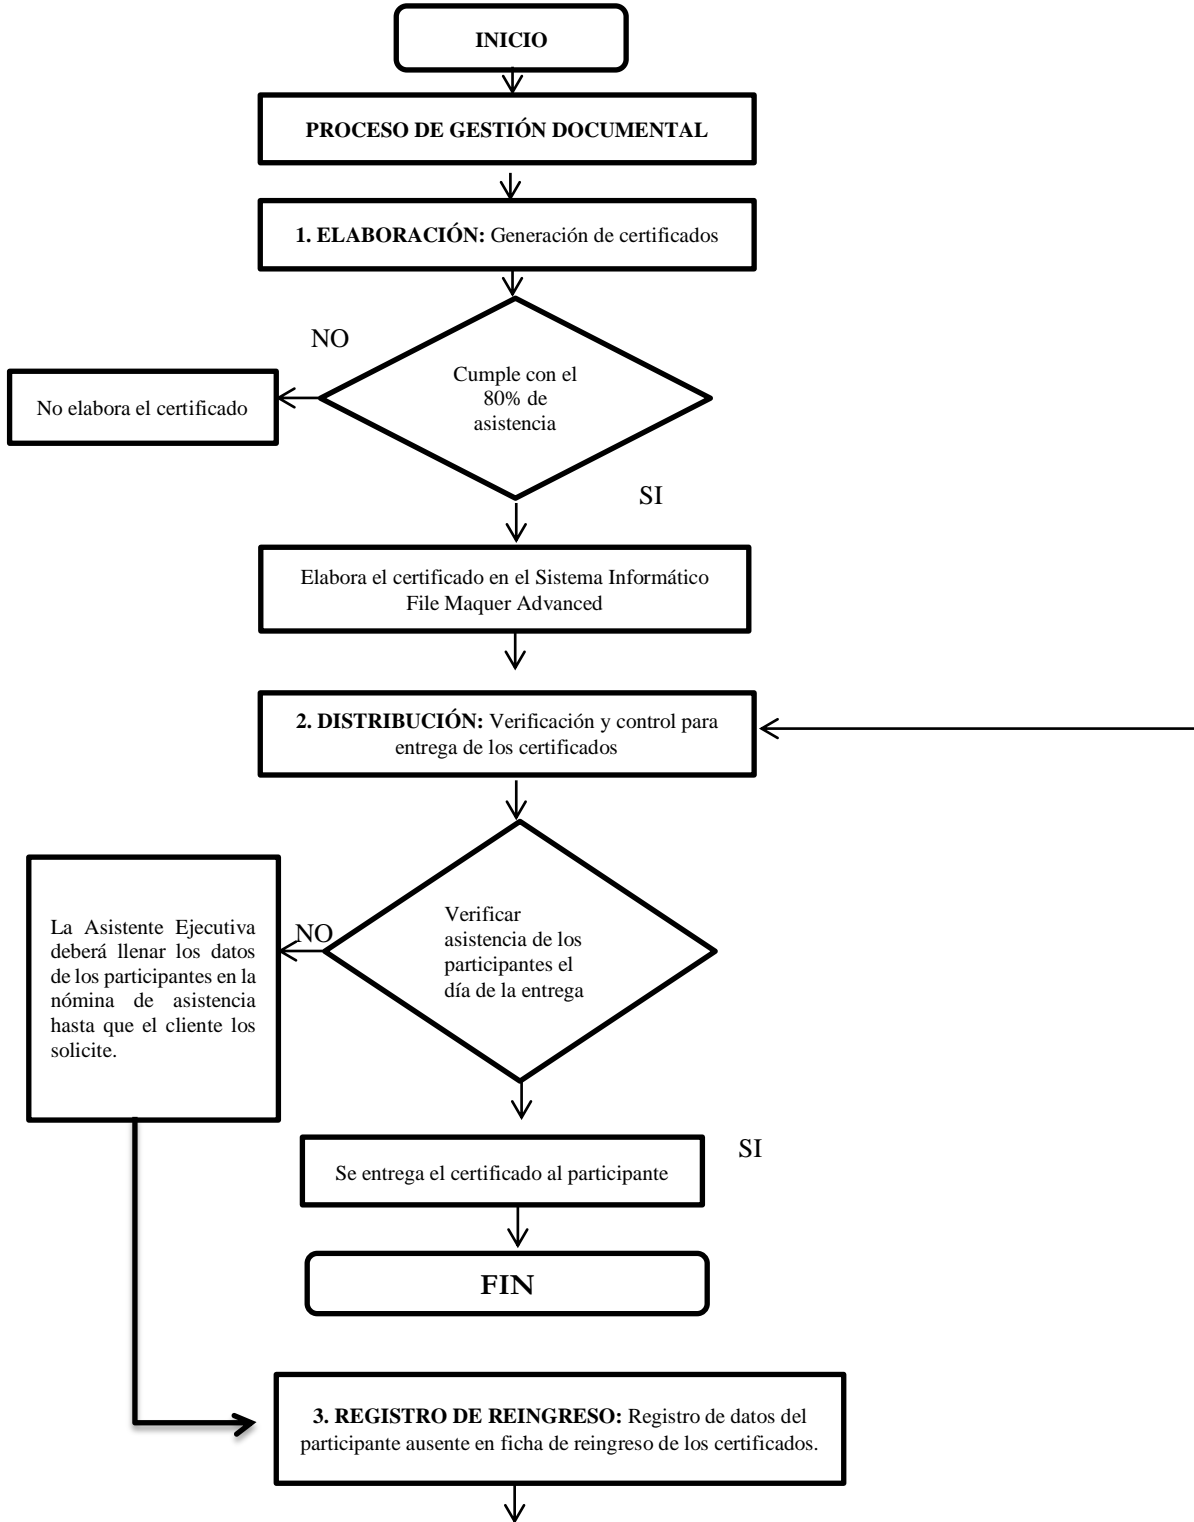 INICIO
PROCESO DE GESTIÓN DOCUMENTAL
1. ELABORACIÓN: Generación de certificados
NO
Cumple con el
80% de
asistencia
No elabora el certificado
SI
Elabora el certificado en el Sistema Informático
File Maquer Advanced
2. DISTRIBUCIÓN: Verificación y control para
entrega de los certificados
La Asistente Ejecutiva
deberá llenar los datos
de los participantes en la
nómina de asistencia
hasta que el cliente los
solicite.
NO
Verificar
asistencia de los
participantes el
día de la entrega
SI
Se entrega el certificado al participante
FIN
3. REGISTRO DE REINGRESO: Registro de datos del
participante ausente en ficha de reingreso de los certificados.